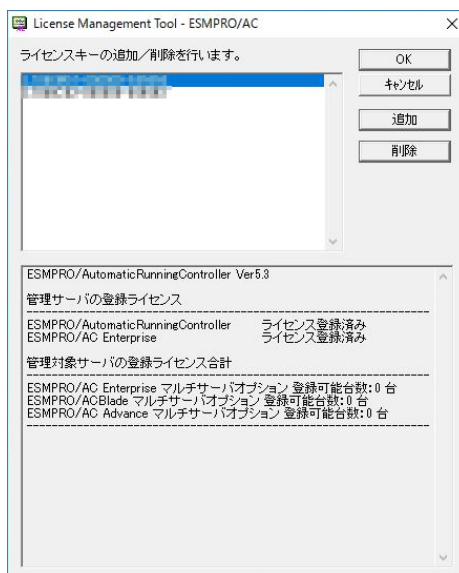 License Management Tool - ESMPRO/AC
ライセンスキーの追加/削除を行います。
OK
キャンセル
追加
削除
ESMPRO/AutomaticRunningController Ver5.3
管理サーバの登録ライセンス
ESMPRO/AutomaticRunningController ライセンス登録済み
ESMPRO/AC Enterprise ライセンス登録済み
管理対象サーバの登録ライセンス合計
ESMPRO/AC Enterprise マルチサーバオプション 登録可能台数:0 台
ESMPRO/ACBlade マルチサーバオプション 登録可能台数:0 台
ESMPRO/AC Advance マルチサーバオプション 登録可能台数:0 台